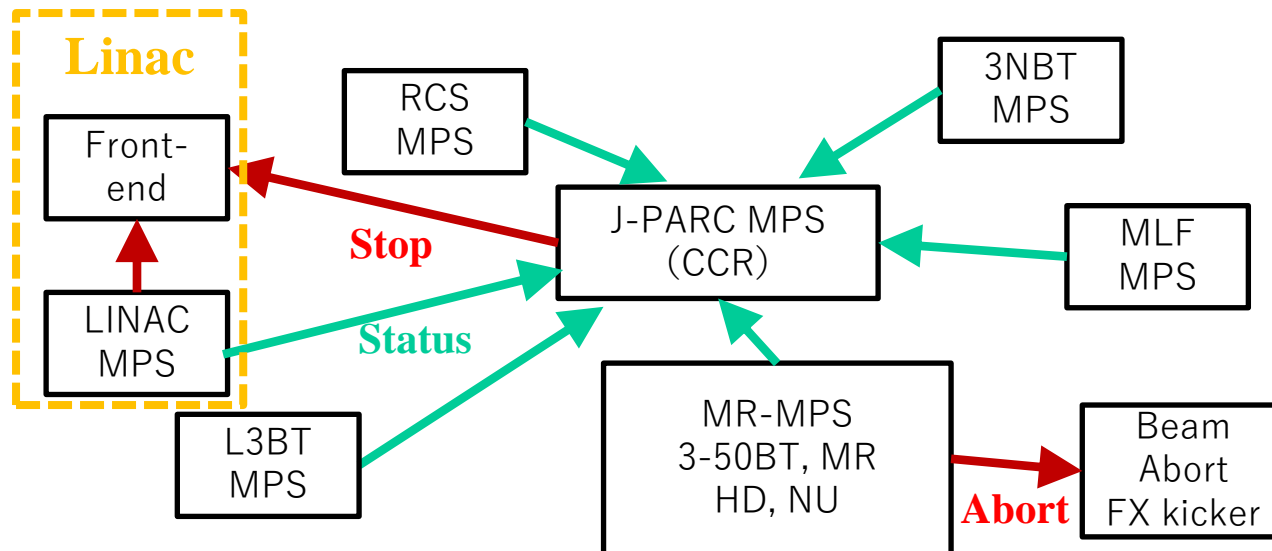 Linac
Front-
end
LINAC
MPS
RCS
MPS
3NBT
MPS
J-PARC MPS
(CCR)
MLF
MPS
Stop
Status
L3BT
MPS
MR-MPS
3-50BT, MR
HD, NU
Abort
Beam
Abort
FX kicker